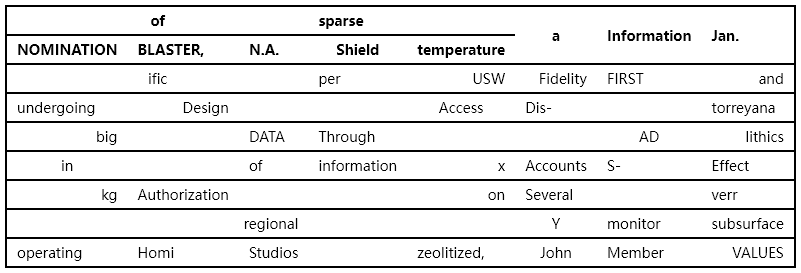 of sparse a Information Jan.
NOMINATION BLASTER, N.A. Shield temperature
ific per USW Fidelity FIRST and
undergoing Design Access Dis- torreyana
big DATA Through AD lithics
in of information x Accounts S- Effect
kg Authorization on Several verr
regional Y monitor subsurface
operating Homi Studios zeolitized, John Member VALUES